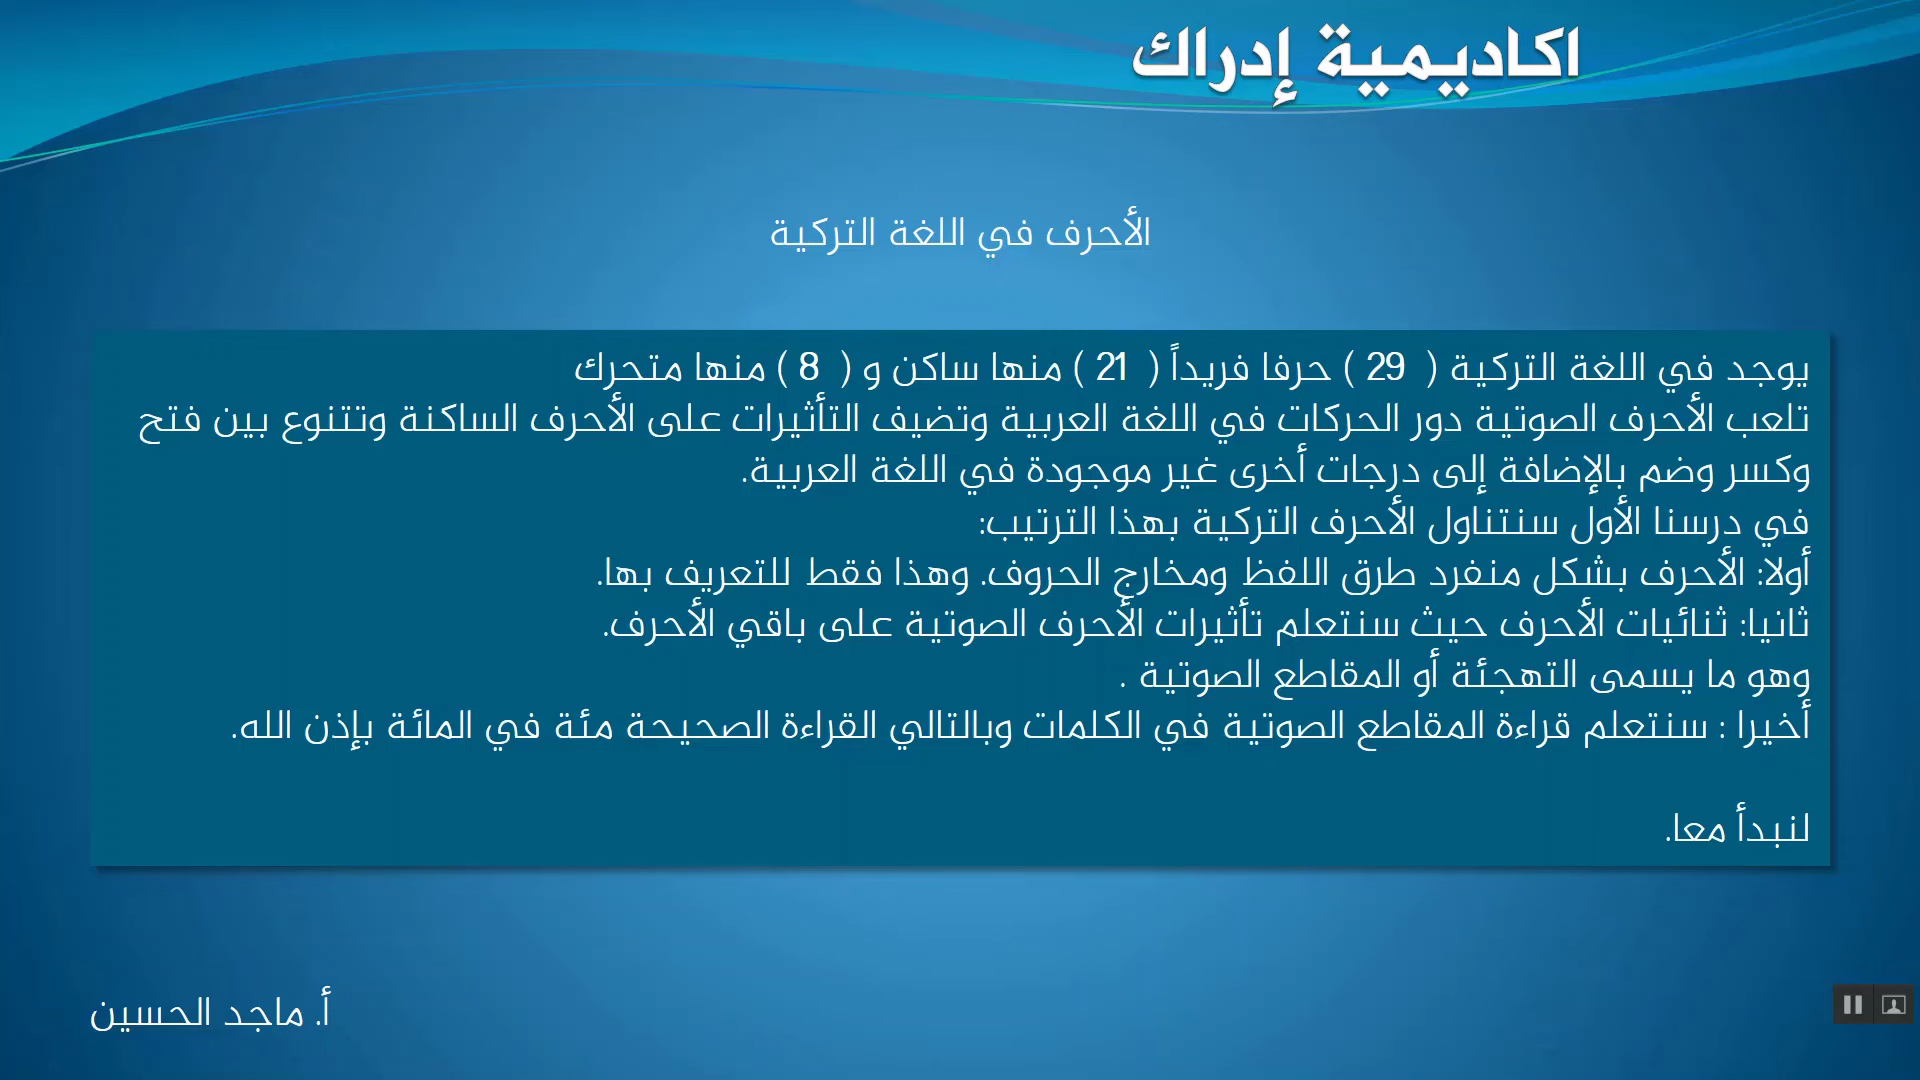 اكاديمية إدراك
الأحرف في اللغة التركية
يوجد في اللغة التركية ( 29 ) حرفا فريداً ( 21 ) منها ساكن و ( 8 ) منها متحرك
تلعب الأحرف الصوتية دور الحركات في اللغة العربية وتضيف التأثيرات على الأحرف الساكنة وتتنوع بين فتح
وكسر وضم بالإضافة إلى درجات أخرى غير موجودة في اللغة العربية.
في درسنا الأول سنتناول الأحرف التركية بهذا الترتيب:
أولا: الأحرف بشكل منفرد طرق اللفظ ومخارج الحروف. وهذا فقط للتعريف بها.
ثانيا: ثنائيات الأحرف حيث سنتعلم تأثيرات الأحرف الصوتية على باقي الأحرف.
وهو ما يسمى التهجئة أو المقاطع الصوتية .
أخيرا : سنتعلم قراءة المقاطع الصوتية في الكلمات وبالتالي القراءة الصحيحة مئة في المائة بإذن الله.
لنبدأ معا.
أ. ماجد الحسين